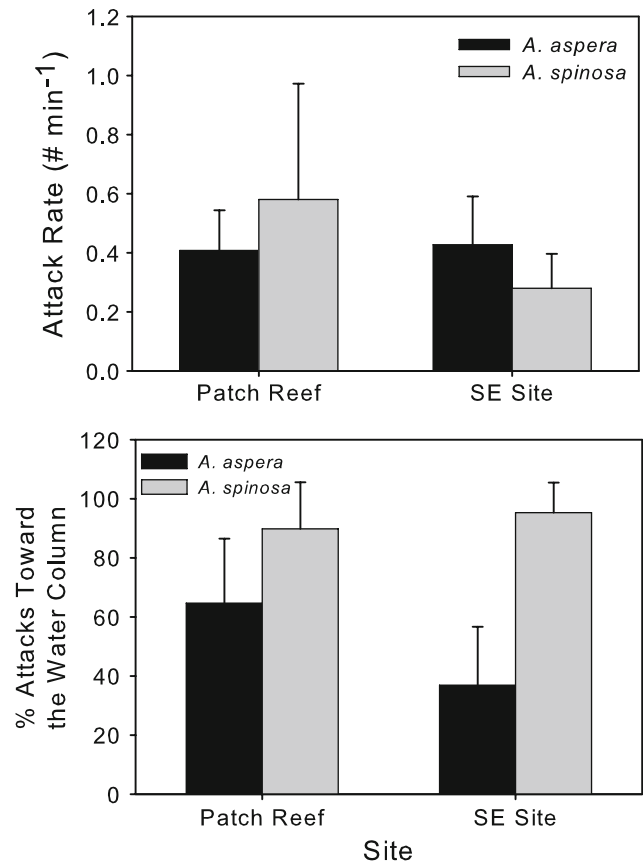 Attack Rate (# min-1)
1.2
1.0
0.8
0.6
0.4
0.2
0.0
A. aspera
A. spinosa
Patch Reef
SE Site
% Attacks Toward
the Water Column
120
100
80
60
40
20
0
A. aspera
A. spinosa
Patch Reef
SE Site
Site